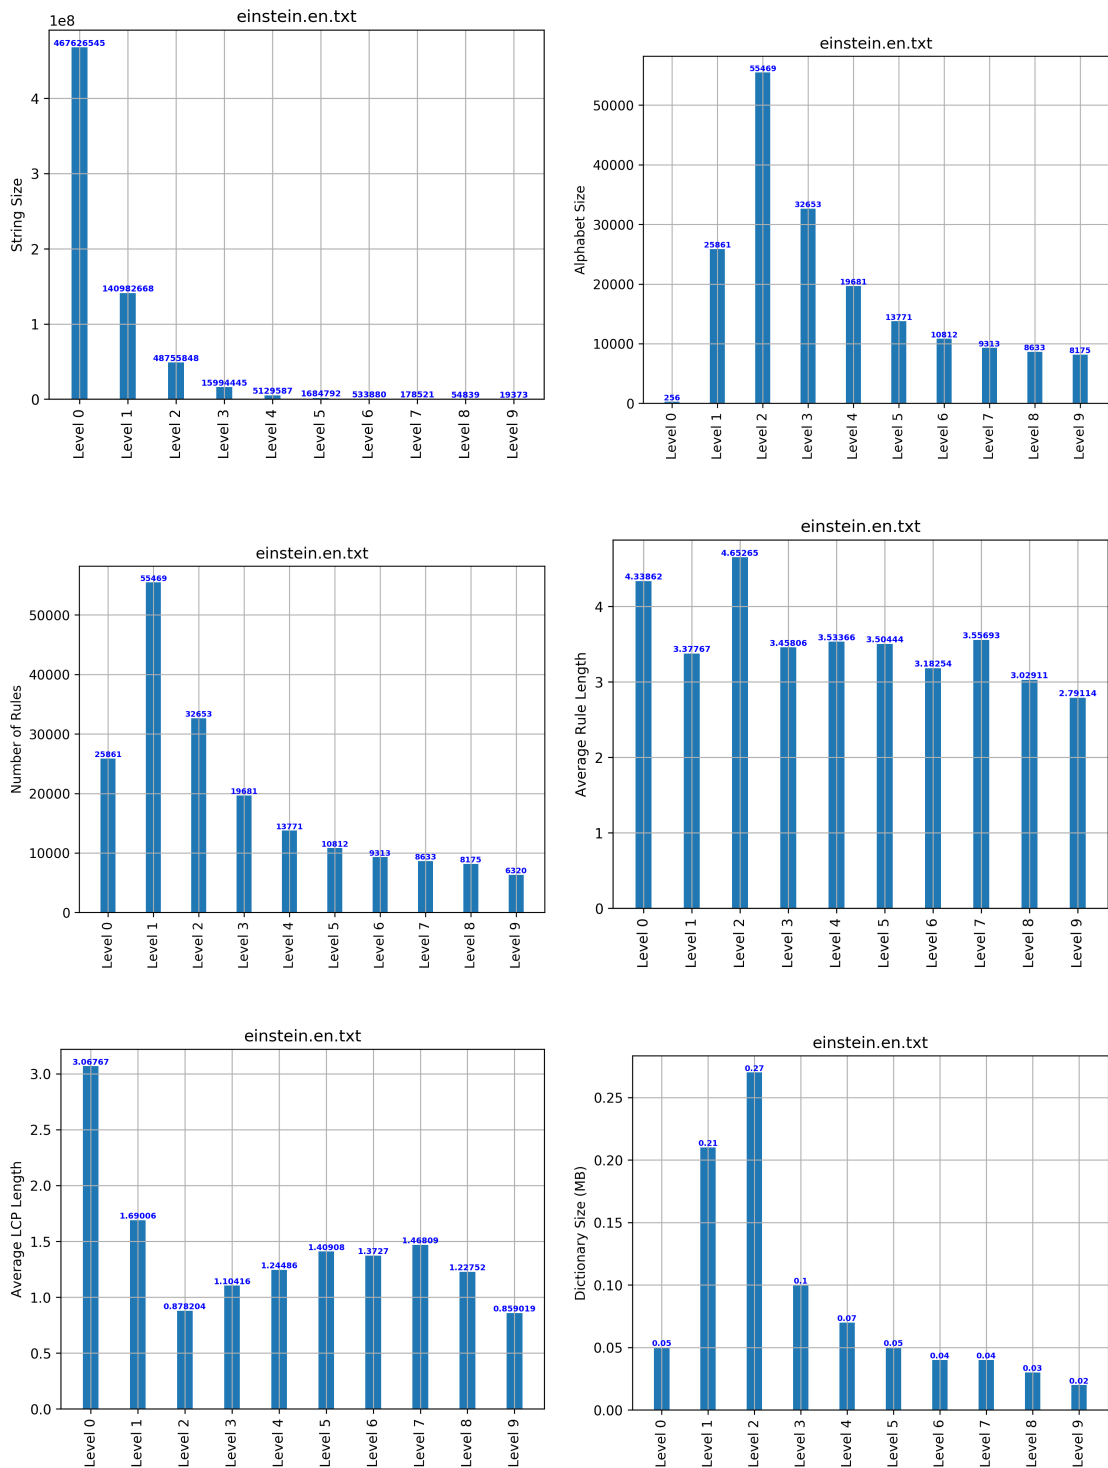 einstein.en.txt
1e8
String Size
4
3
2
1
0
467626545
140982668
48755848
15994445
5129587
1684792
533880
178521
54839
19373
Level 0
Level 1
Level 2
Level 3
Level 4
Level 5
Level 6
Level 7
Level 8
Level 9
einstein.en.txt
Alphabet Size
50000
40000
30000
20000
10000
0
256
25861
55469
32653
19681
13771
10812
9313
8633
8175
Level 0
Level 1
Level 2
Level 3
Level 4
Level 5
Level 6
Level 7
Level 8
Level 9
einstein.en.txt
Number of Rules
50000
40000
30000
20000
10000
0
25861
55469
32653
19681
13771
10812
9313
8633
8175
6320
Level 0
Level 1
Level 2
Level 3
Level 4
Level 5
Level 6
Level 7
Level 8
Level 9
einstein.en.txt
Average Rule Length
4
3
2
1
0
4.33862
3.37767
4.65265
3.45806
3.53366
3.50444
3.18254
3.55693
3.02911
2.79114
Level 0
Level 1
Level 2
Level 3
Level 4
Level 5
Level 6
Level 7
Level 8
Level 9
einstein.en.txt
Average LCP Length
3.0
2.5
2.0
1.5
1.0
0.5
0.0
3.06767
1.69006
0.878204
1.10416
1.24486
1.40908
1.3727
1.46809
1.22752
0.859019
Level 0
Level 1
Level 2
Level 3
Level 4
Level 5
Level 6
Level 7
Level 8
Level 9
einstein.en.txt
Dictionary Size (MB)
0.25
0.20
0.15
0.10
0.05
0.00
0.05
0.21
0.27
0.1
0.07
0.05
0.04
0.04
0.03
0.02
Level 0
Level 1
Level 2
Level 3
Level 4
Level 5
Level 6
Level 7
Level 8
Level 9